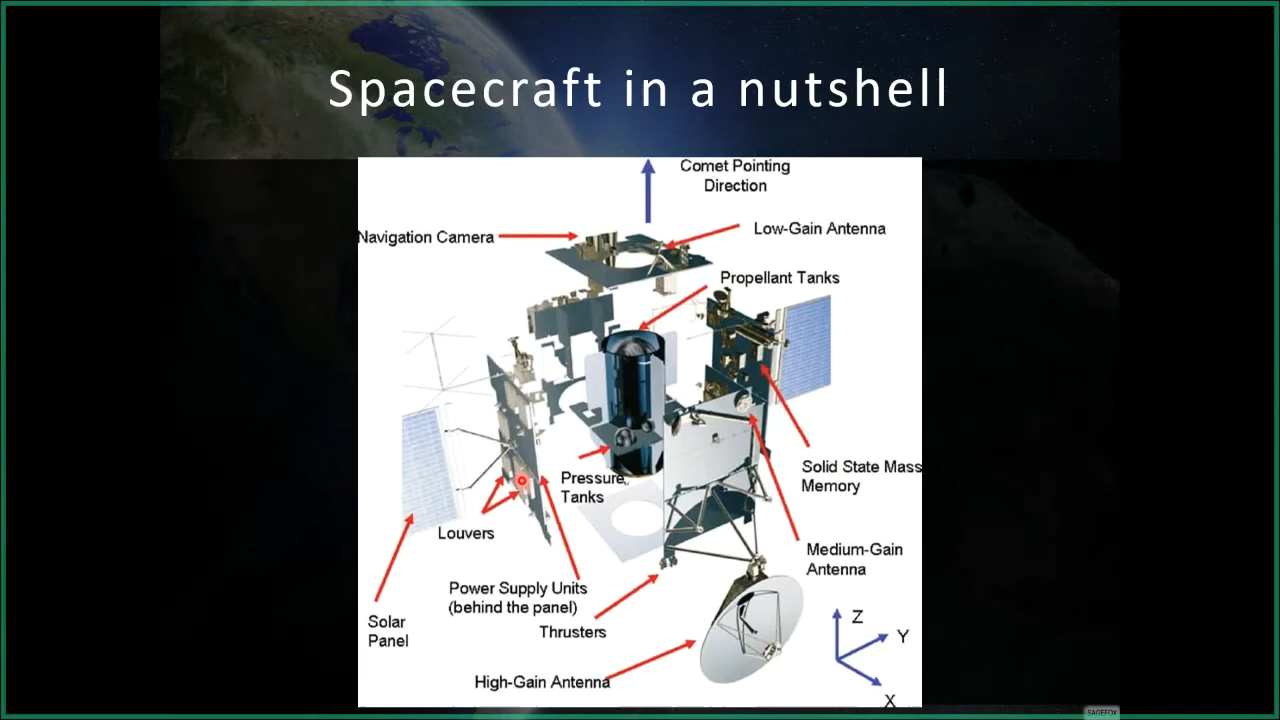 Spacecraft in a nutshell
Comet Pointing
Direction
Navigation Camera
Low-Gain Antenna
Propellant Tanks
Pressure
Tanks
Solid State Mass
Memory
Louvers
Medium-Gain
Antenna
Power Supply Units
(behind the panel)
Solar
Panel
Thrusters
High-Gain Antenna
Z
Y
X
SAGEFOX